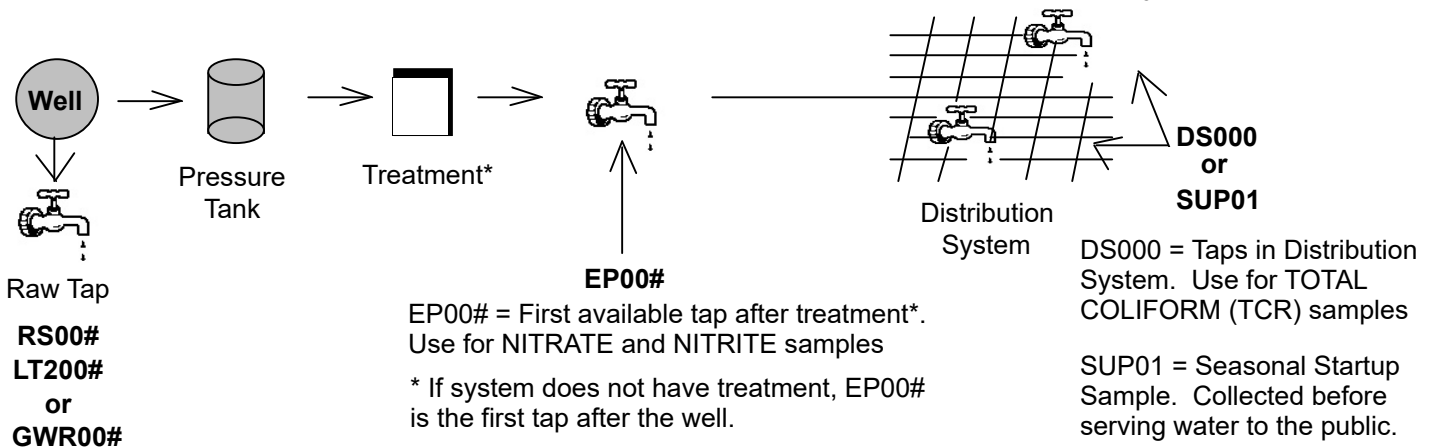 Well
Pressure
Tank
Treatment*
Raw Tap
RS00#
LT200#
or
GWR00#
EP00#
EP00# = First available tap after treatment*.
Use for NITRATE and NITRITE samples
* If system does not have treatment, EP00#
is the first tap after the well.
Distribution
System
DS000
or
SUP01
DS000 = Taps in Distribution
System. Use for TOTAL
COLIFORM (TCR) samples
SUP01 = Seasonal Startup
Sample. Collected before
serving water to the public.